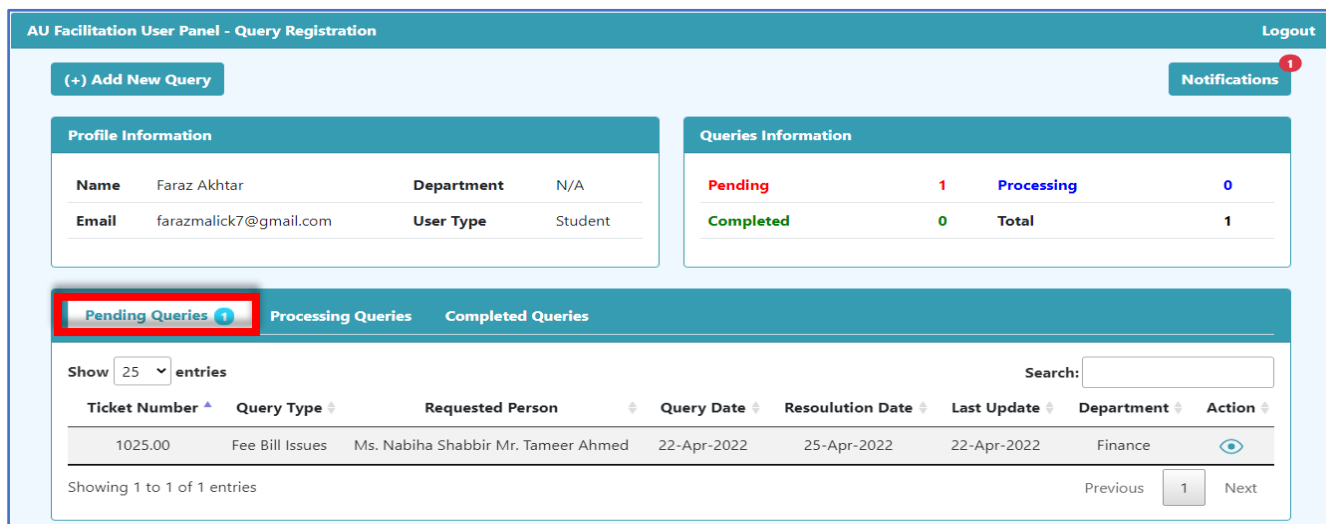 AU Facilitation User Panel - Query Registration Logout
(+) Add New Query Notifications 1
Profile Information
Name Faraz Akhtar Department N/A
Email farazmalick7@gmail.com User Type Student
Queries Information
Pending 1 Processing 0
Completed 0 Total 1
Pending Queries 1 Processing Queries Completed Queries
Show 25 entries Search:
Ticket Number Query Type Requested Person Query Date Resoulution Date Last Update Department Action
1025.00 Fee Bill Issues Ms. Nabiha Shabbir Mr. Tameer Ahmed 22-Apr-2022 25-Apr-2022 22-Apr-2022 Finance
Showing 1 to 1 of 1 entries Previous 1 Next